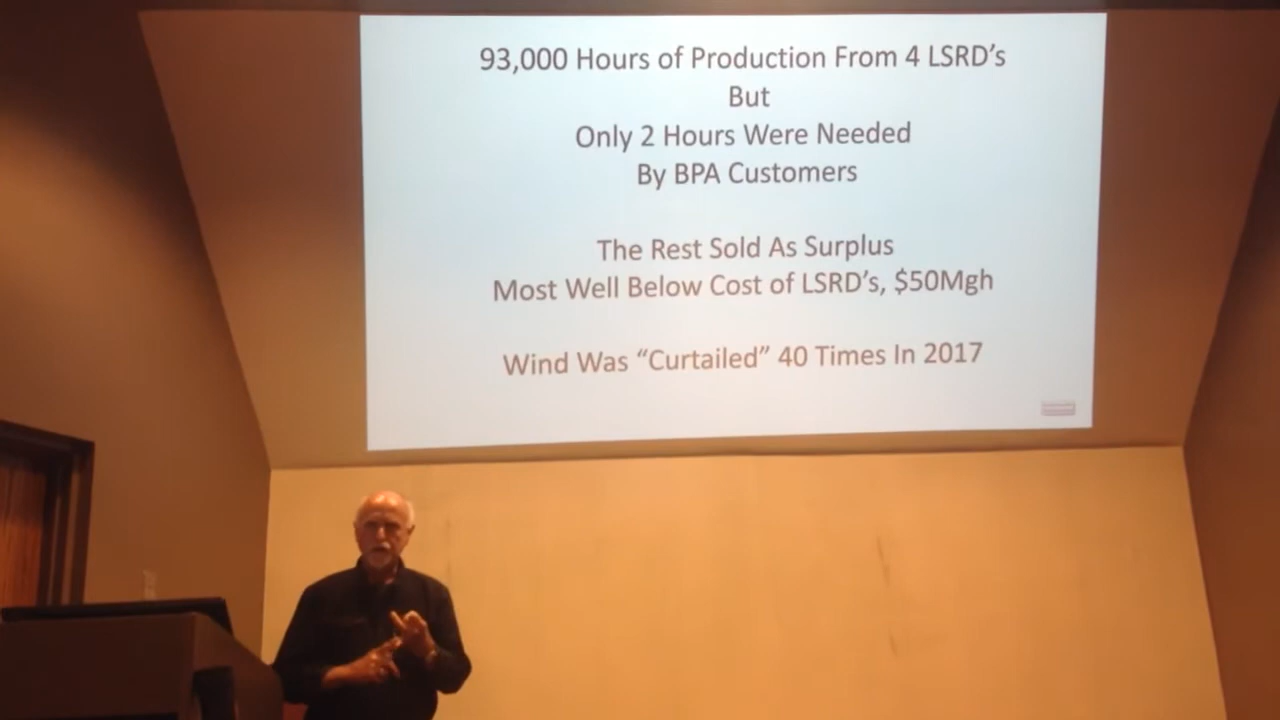 93,000 Hours of Production From 4 LSRD’s
But
Only 2 Hours Were Needed
By BPA Customers
The Rest Sold As Surplus
Most Well Below Cost of LSRD’s, $50Mgh
Wind Was “Curtailed” 40 Times In 2017